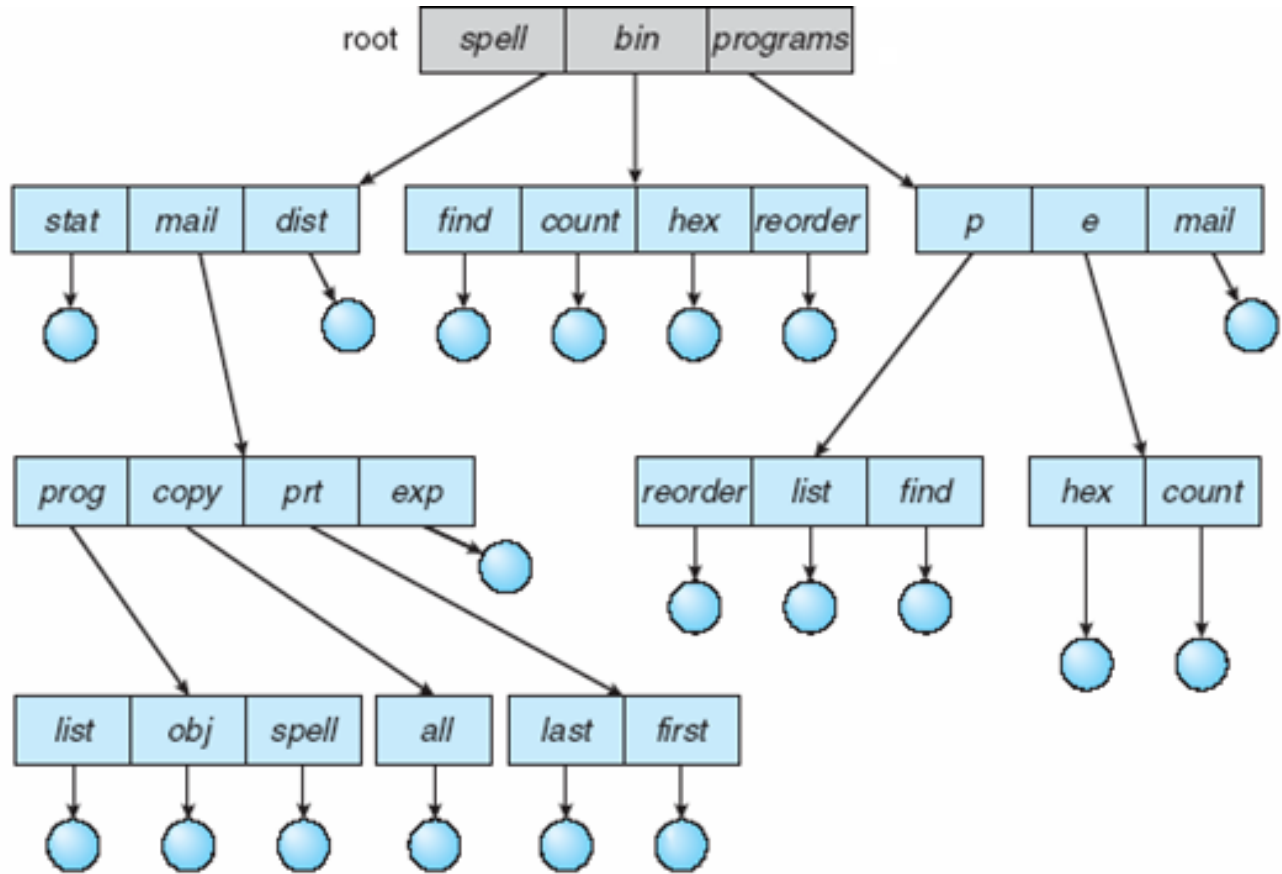 root spell bin programs
stat mail dist find count hex reorder p e mail
prog copy prt exp reorder list find hex count
list obj spell all last first